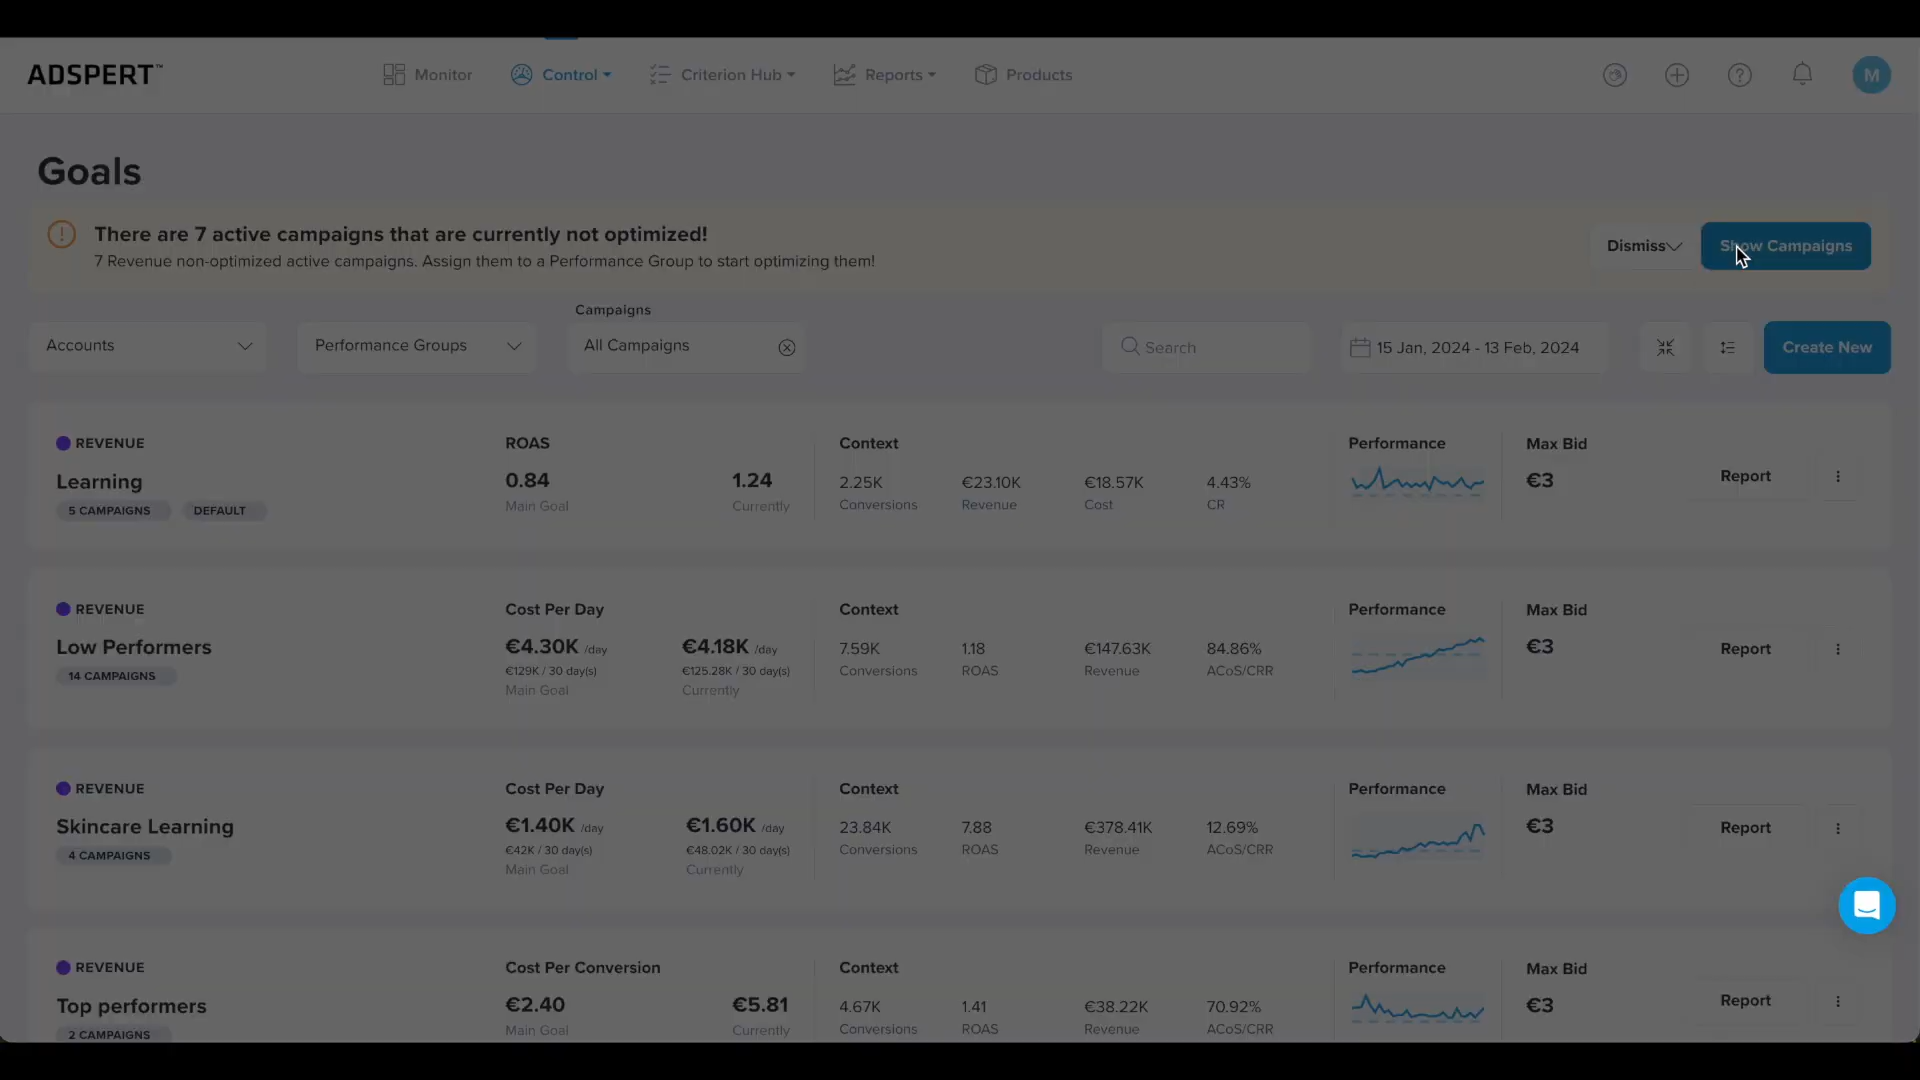 ADSPERT™
Monitor
Control
Criterion Hub
Reports
Products
M
Goals
There are 7 active campaigns that are currently not optimized!
7 Revenue non-optimized active campaigns. Assign them to a Performance Group to start optimizing them!
Dismiss
Show Campaigns
Accounts
Performance Groups
Campaigns
All Campaigns
Search
15 Jan, 2024 - 13 Feb, 2024
Create New
REVENUE
Learning
5 CAMPAIGNS DEFAULT
ROAS
0.84 1.24
Main Goal Currently
Context
2.25K €23.10K €18.57K 4.43%
Conversions Revenue Cost CR
Performance
Max Bid
€3
Report
REVENUE
Low Performers
14 CAMPAIGNS
Cost Per Day
€4.30K /day €4.18K /day
€129K / 30 day(s) €125.28K / 30 day(s)
Main Goal Currently
Context
7.59K 1.18 €147.63K 84.86%
Conversions ROAS Revenue ACoS/CRR
Performance
Max Bid
€3
Report
REVENUE
Skincare Learning
4 CAMPAIGNS
Cost Per Day
€1.40K /day €1.60K /day
€42K / 30 day(s) €48.02K / 30 day(s)
Main Goal Currently
Context
23.84K 7.88 €378.41K 12.69%
Conversions ROAS Revenue ACoS/CRR
Performance
Max Bid
€3
Report
REVENUE
Top performers
2 CAMPAIGNS
Cost Per Conversion
€2.40 €5.81
Main Goal Currently
Context
4.67K 1.41 €38.22K 70.92%
Conversions ROAS Revenue ACoS/CRR
Performance
Max Bid
€3
Report